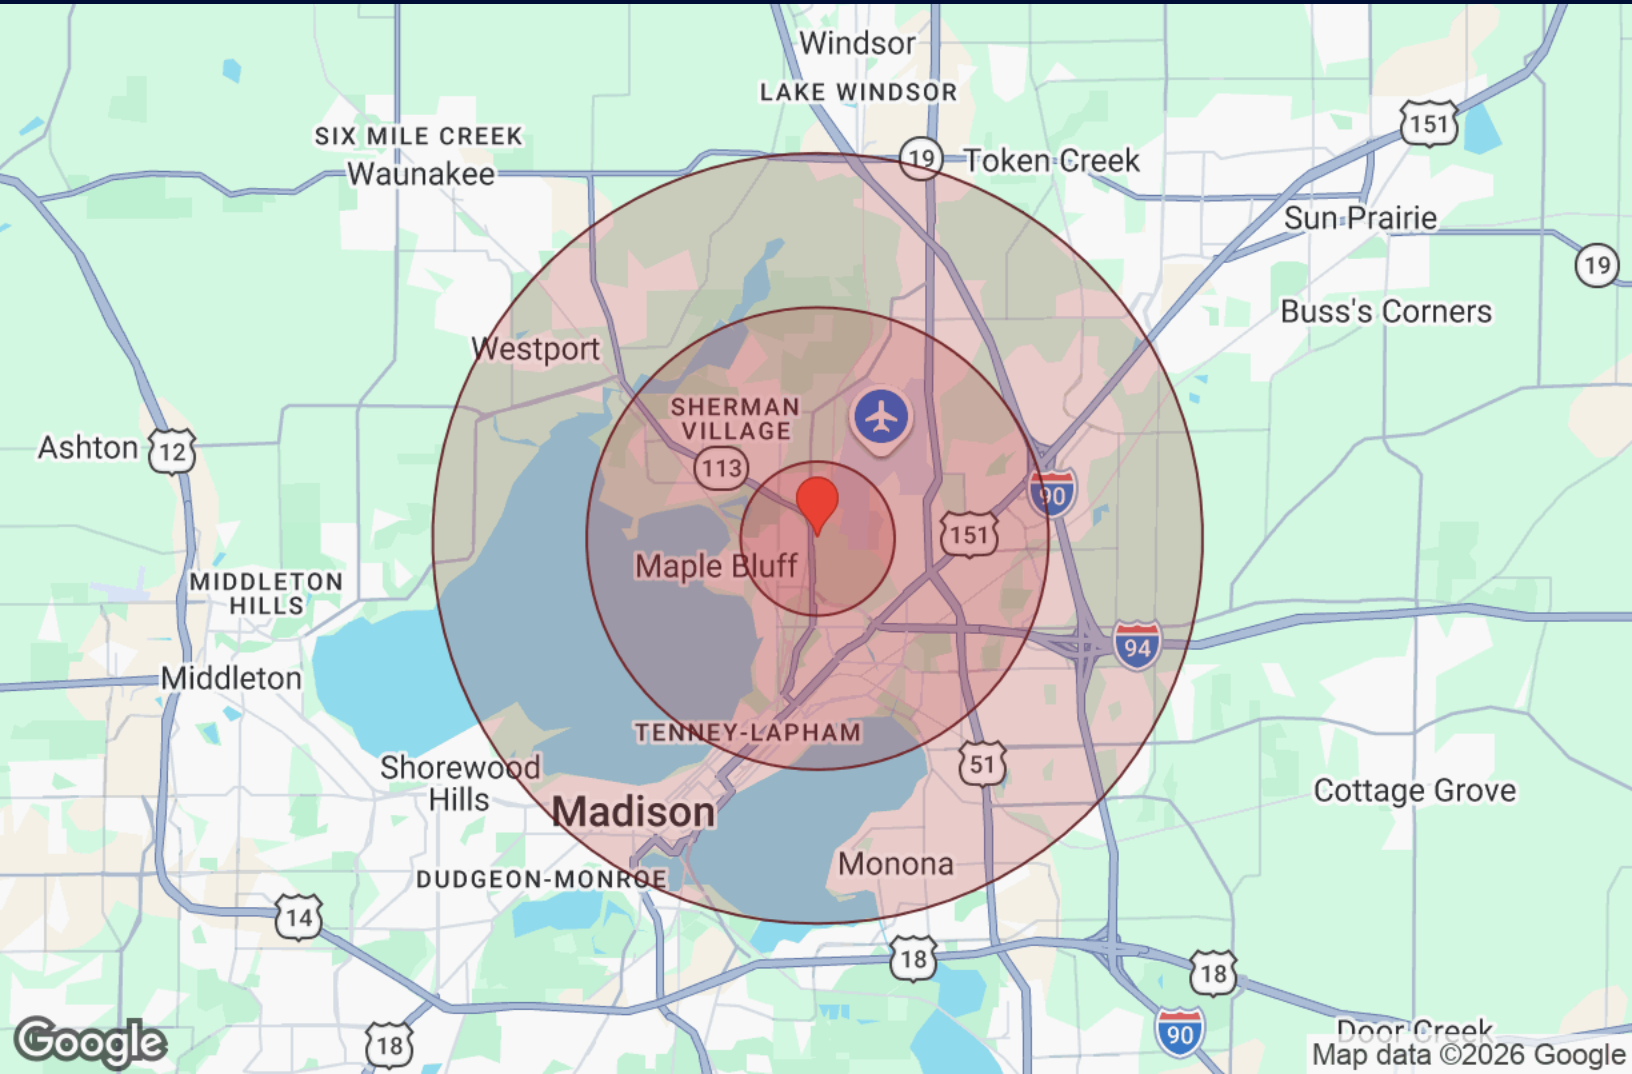 Windsor
LAKE WINDSOR
151
SIX MILE CREEK
Waunakee
19
Token Creek
Sun Prairie
19
Buss's Corners
Westport
SHERMAN
VILLAGE
Ashton
12
113
90
151
Maple Bluff
MIDDLETON
HILLS
94
Middleton
TENNEY-LAPHAM
51
Shorewood
Hills
Cottage Grove
Madison
Monona
DUDGEON-MONROE
14
18
18
90
18
Door Creek
Google
Map data ©2026 Google